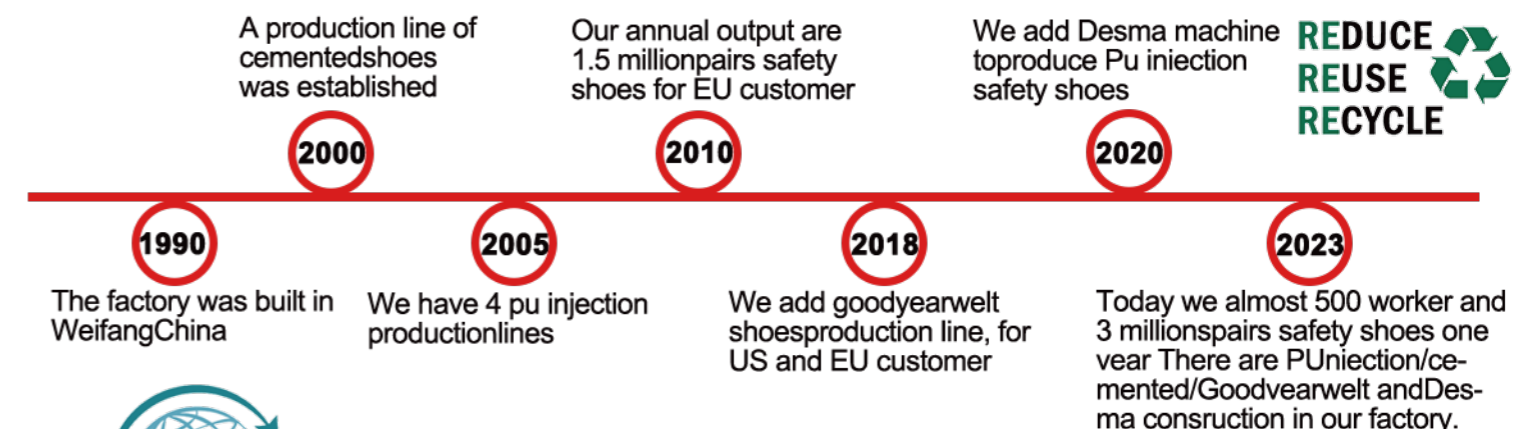 A production line of
cementedshoes
was established
Our annual output are
1.5 millionpairs safety
shoes for EU customer
We add Desma machine
toproduce Pu iniection
safety shoes
REDUCE
REUSE
RECYCLE
2000
2010
2020
1990
2005
2018
2023
The factory was built in
WeifangChina
We have 4 pu injection
productionlines
We add goodyearwelt
shoesproduction line, for
US and EU customer
Today we almost 500 worker and
3 millionspairs safety shoes one
vear There are PUniection/ce-
mented/Goodvearwelt andDes-
ma consruction in our factory.